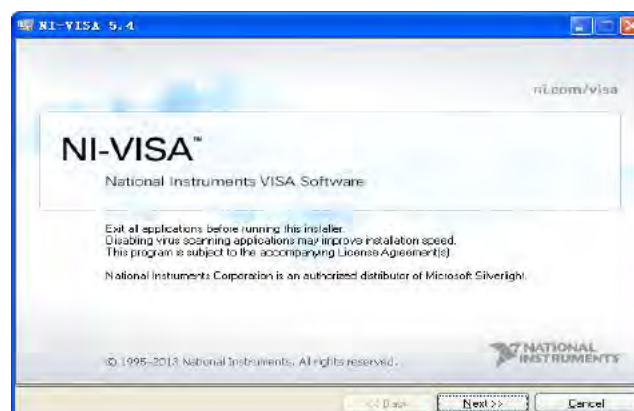 NI-VISA 5.4
ni.com/visa
NI-VISA™
National Instruments VISA Software
Exit all applications before running this installer.
Disabling virus scanning applications may improve installation speed.
This program is subject to the accompanying License Agreement(s)
National Instruments Corporation is an authorized distributor of Microsoft Silverlight.
© 1995-2013 National Instruments. All rights reserved.
NATIONAL
INSTRUMENTS
<< Back Next >> Cancel